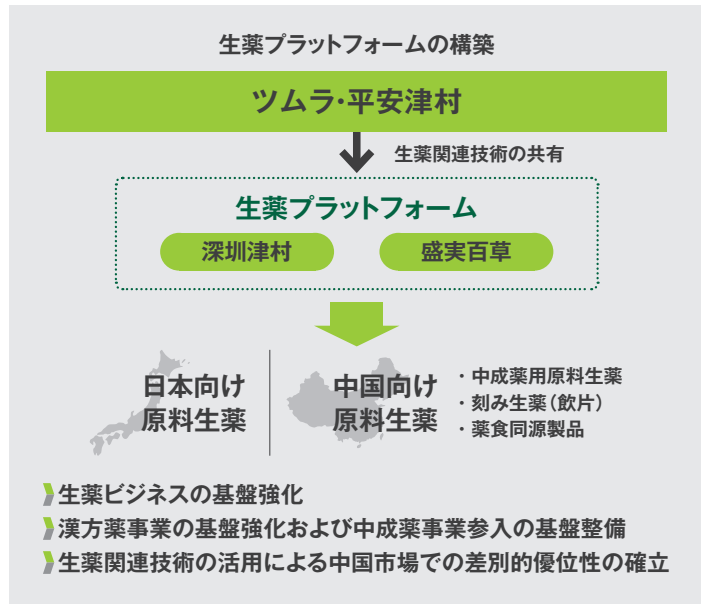 生薬プラットフォームの構築
ツムラ・平安津村
生薬関連技術の共有
生薬プラットフォーム
深圳津村
盛実百草
日本向け
原料生薬
中国向け
原料生薬
・中成薬用原料生薬
・刻み生薬（飲片）
・薬食同源製品
生薬ビジネスの基盤強化
漢方薬事業の基盤強化および中成薬事業参入の基盤整備
生薬関連技術の活用による中国市場での差別的優位性の確立